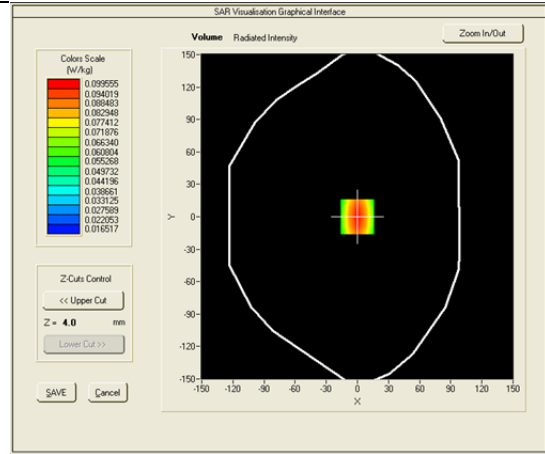 SAR Visualisation Graphical Interface
Volume Radiated Intensity
Zoom In/Out
Colors Scale
(W/kg)
0.099555
0.094019
0.088483
0.082948
0.077412
0.071876
0.066340
0.060804
0.055268
0.049732
0.044196
0.038661
0.033125
0.027589
0.022053
0.016517
Z-Cuts Control
<< Upper Cut
Z = 4.0 mm
Lower Cut >>
SAVE Cancel
150
120
90
60
30
0
-30
-60
-90
-120
-150
Y
-150 -120 -90 -60 -30 0 30 60 90 120 150
X